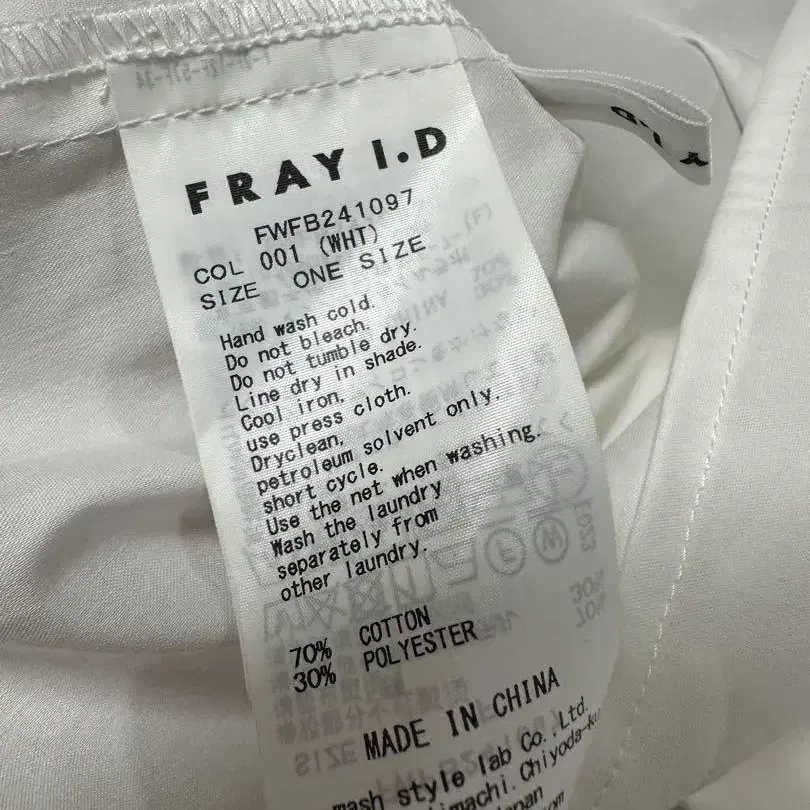 FRAY I.D
FWFB241097
COL 001 (WHT)
SIZE ONE SIZE
Hand wash cold.
Do not bleach.
Do not tumble dry.
Line dry in shade.
Cool iron,
use press cloth.
Dryclean,
petroleum solvent only.
short cycle.
Use the net when washing.
Wash the laundry
separately from
other laundry.
70% COTTON
30% POLYESTER
MADE IN CHINA
mash style lab Co.,Ltd.